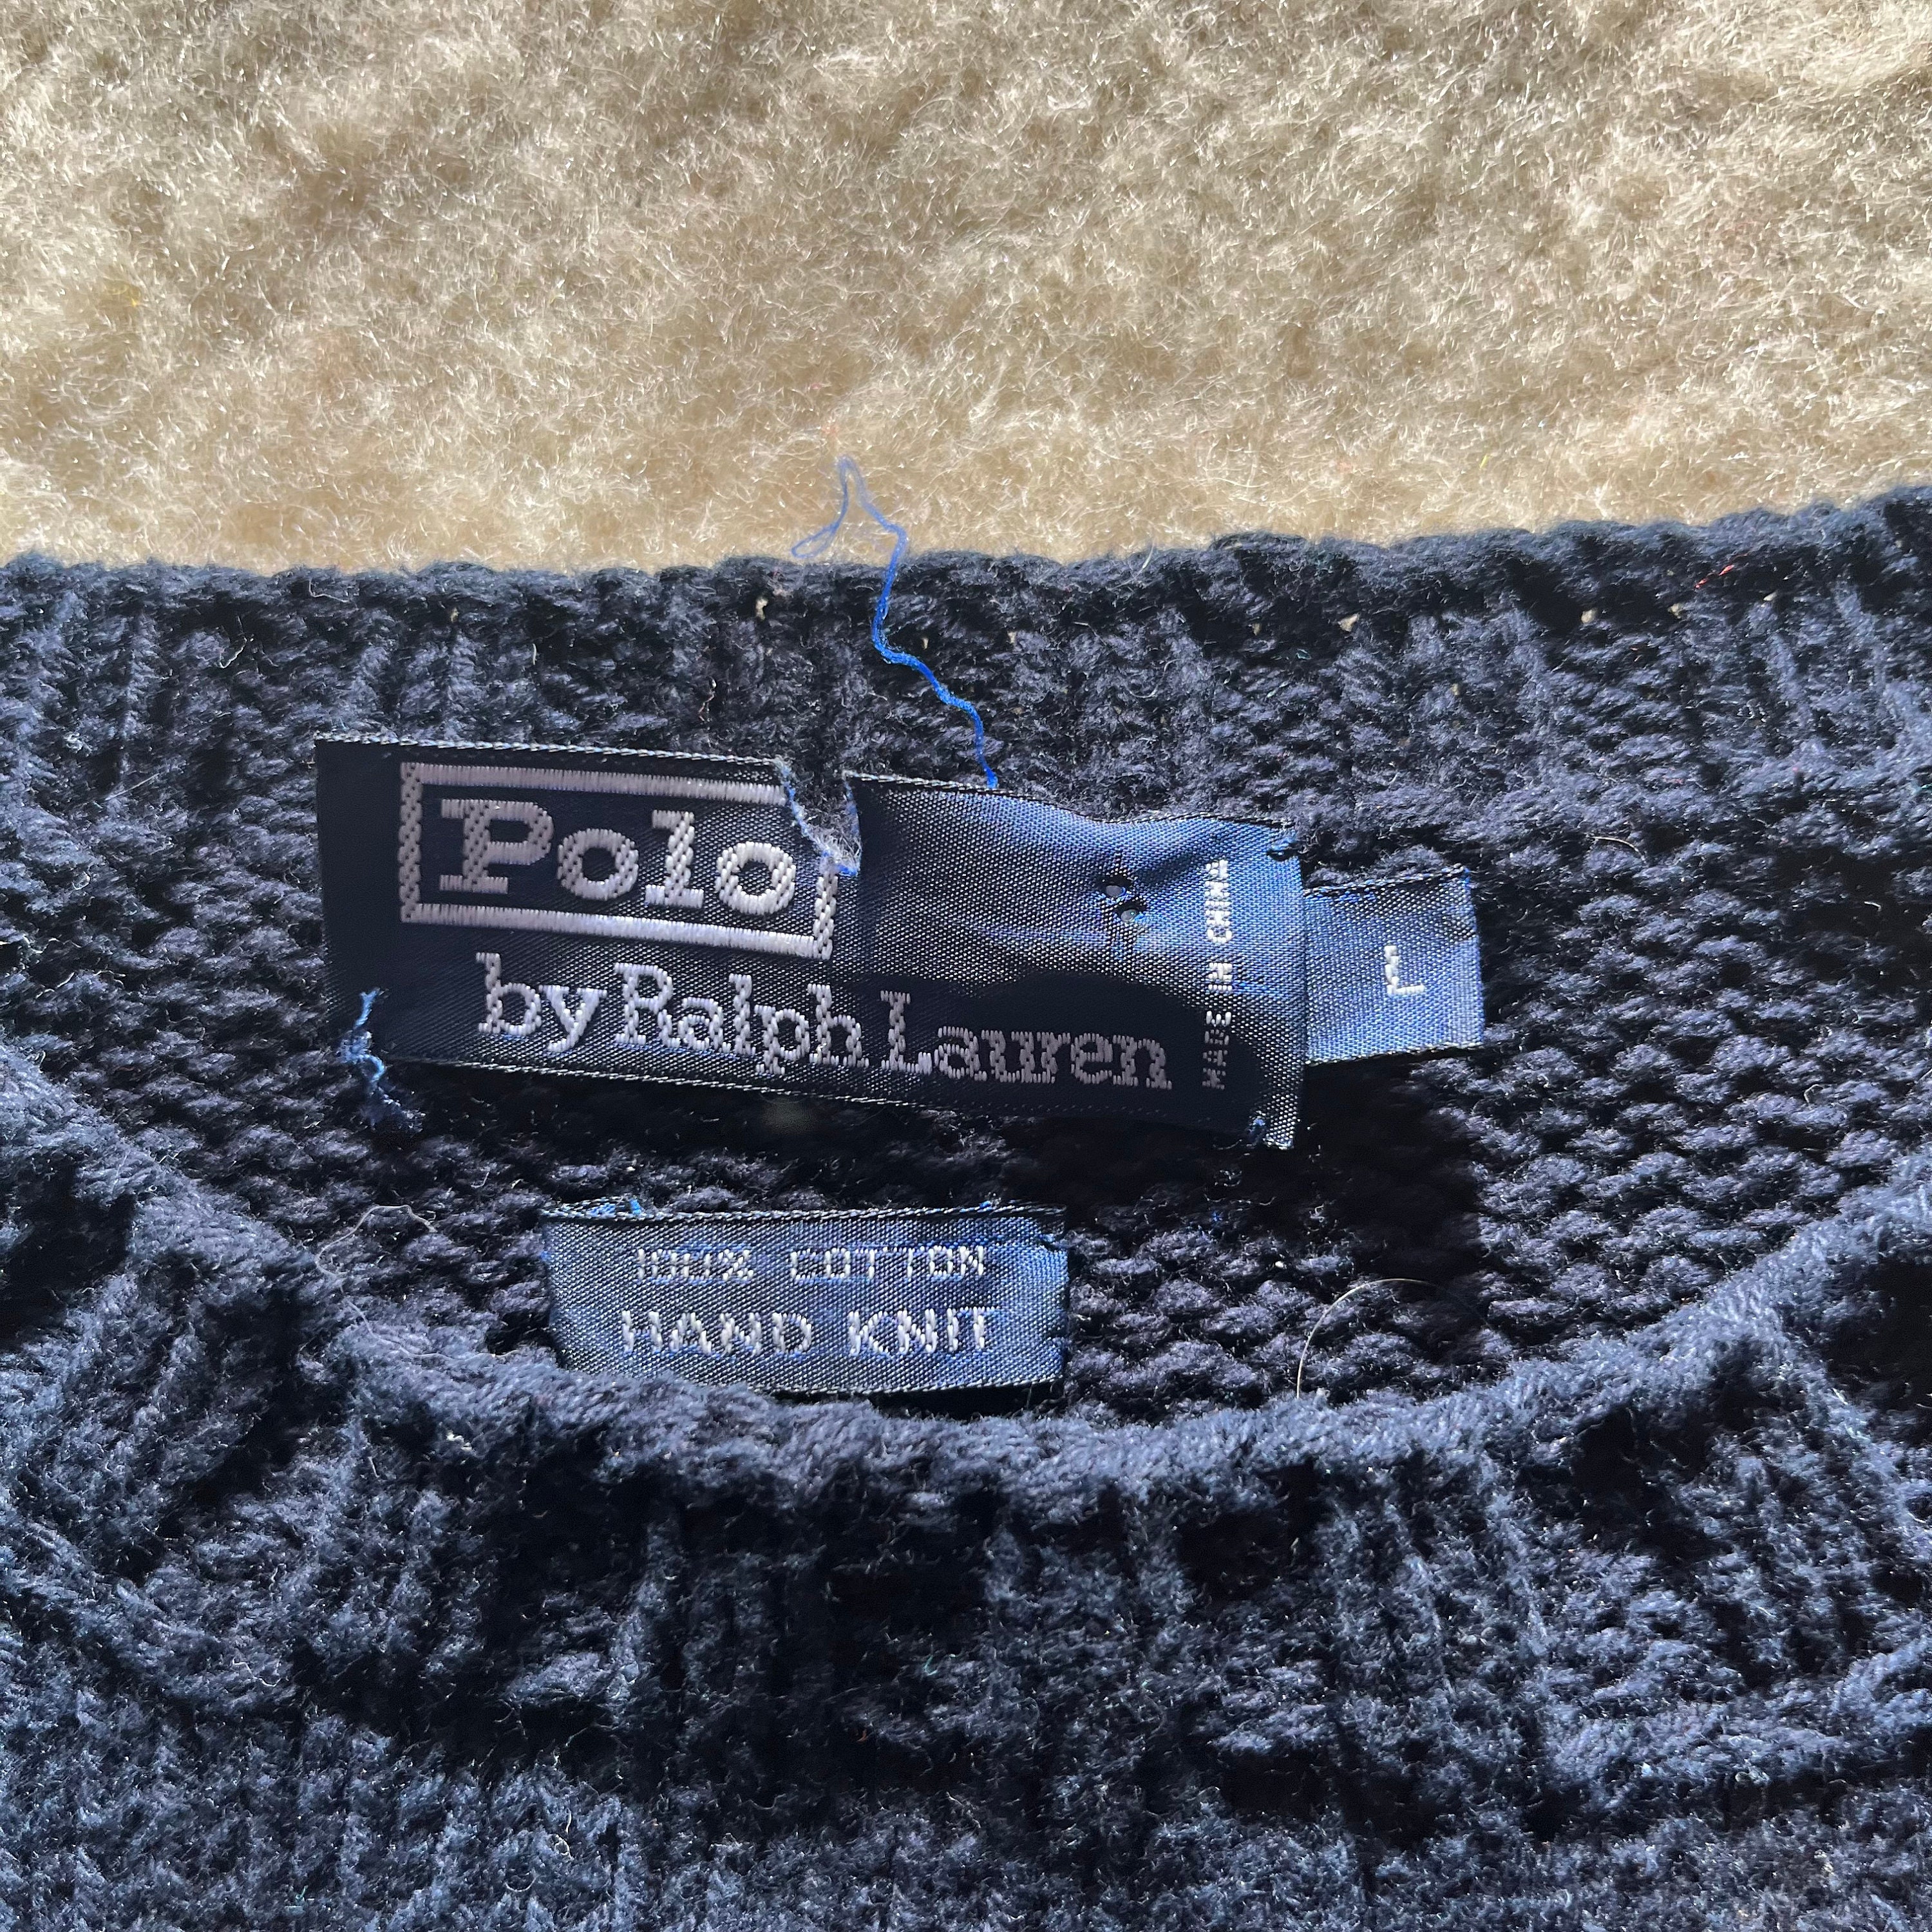 Polo
by Ralph Lauren
MADE IN CHINA
L
100% COTTON
HAND KNIT